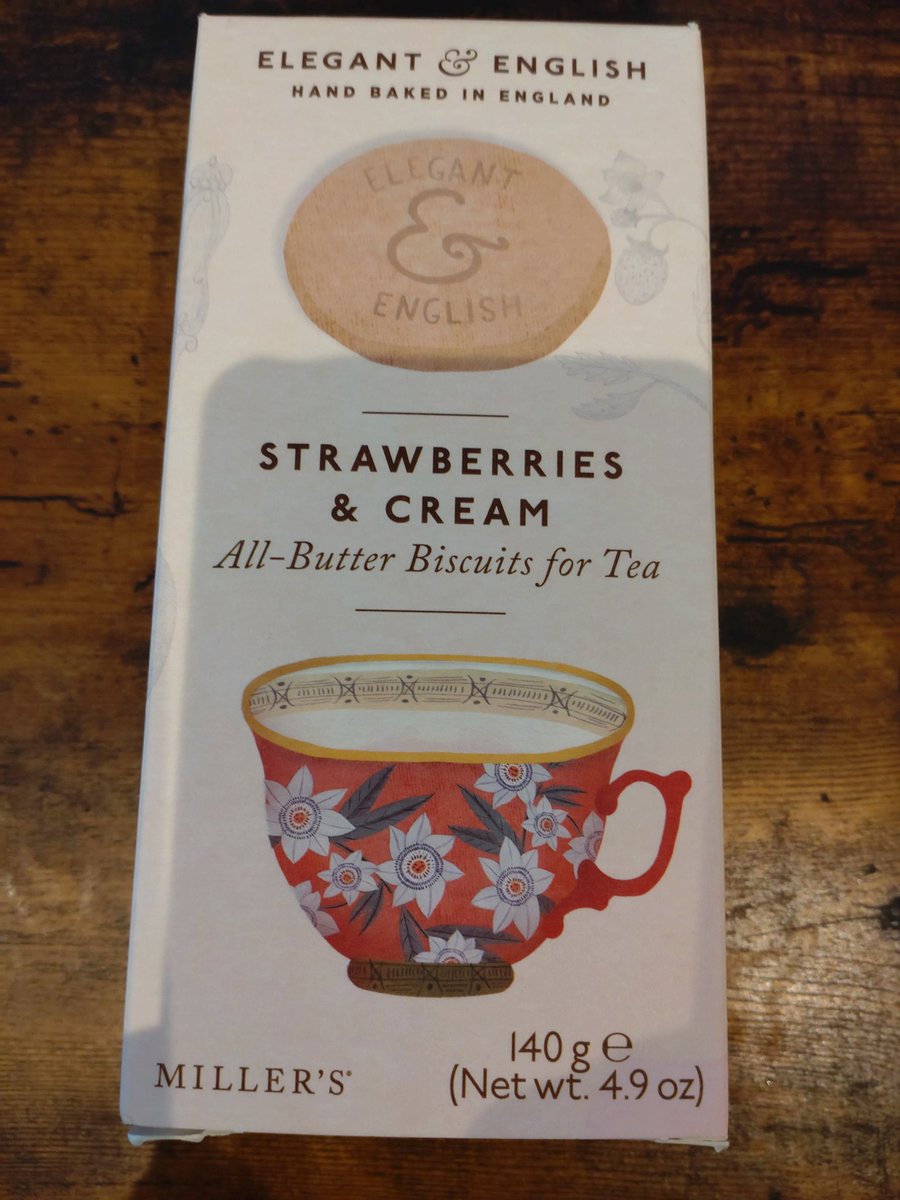 ELEGANT & ENGLISH
HAND BAKED IN ENGLAND
ELEGANT
&
ENGLISH
STRAWBERRIES
& CREAM
All-Butter Biscuits for Tea
140 g ℮
(Net wt. 4.9 oz)
MILLER'S®